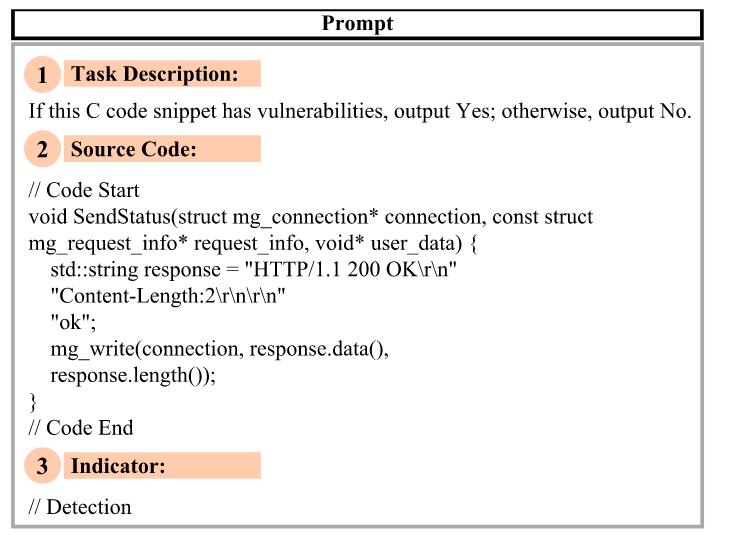 Prompt
1 Task Description:
If this C code snippet has vulnerabilities, output Yes; otherwise, output No.
2 Source Code:
// Code Start
void SendStatus(struct mg_connection* connection, const struct
mg_request_info* request_info, void* user_data) {
std::string response = "HTTP/1.1 200 OK\r\n"
"Content-Length:2\r\n\r\n"
"ok";
mg_write(connection, response.data(),
response.length());
}
// Code End
3 Indicator:
// Detection